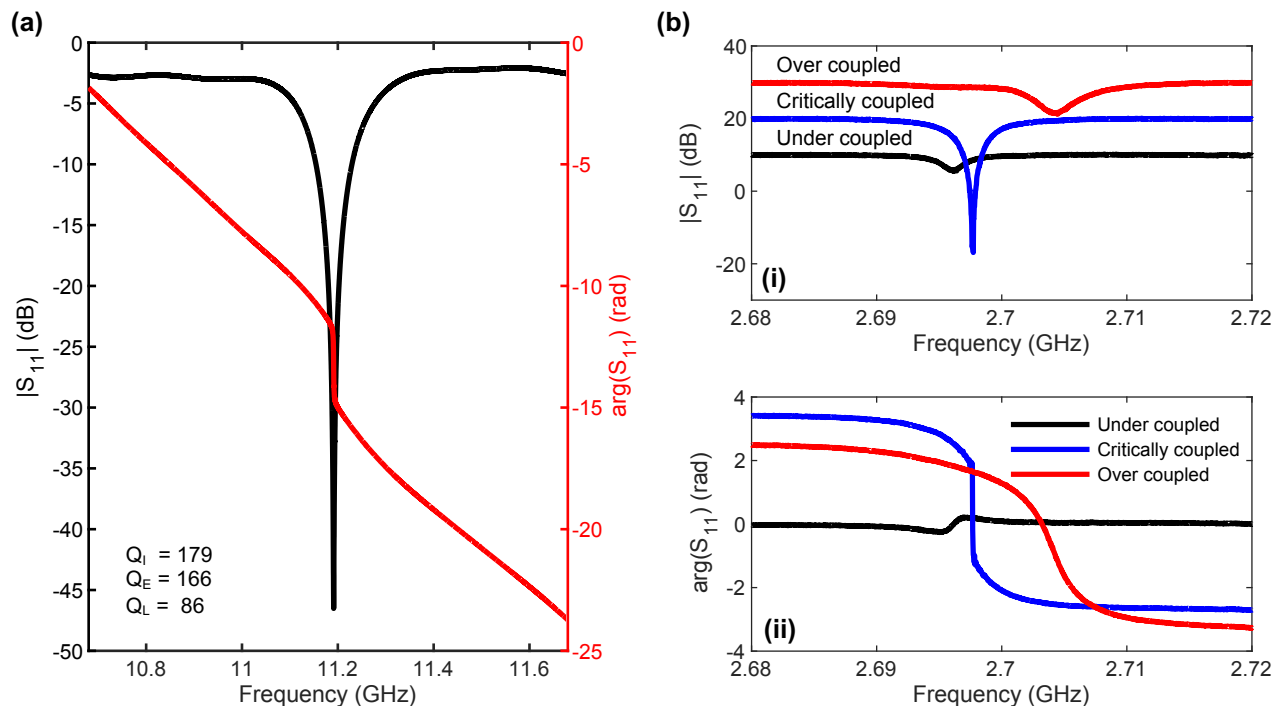 (a)
0
-5
-10
-15
-20
-25
-30
-35
-40
-45
-50
|S11| (dB)
10.8
11
11.2
11.4
11.6
Frequency (GHz)
0
-5
-10
-15
-20
-25
arg(S11) (rad)
QI = 179
QE = 166
QL = 86
(b)
40
20
0
-20
|S11| (dB)
Over coupled
Critically coupled
Under coupled
(i)
2.68
2.69
2.7
2.71
2.72
Frequency (GHz)
4
2
0
-2
-4
arg(S11) (rad)
Under coupled
Critically coupled
Over coupled
(ii)
2.68
2.69
2.7
2.71
2.72
Frequency (GHz)